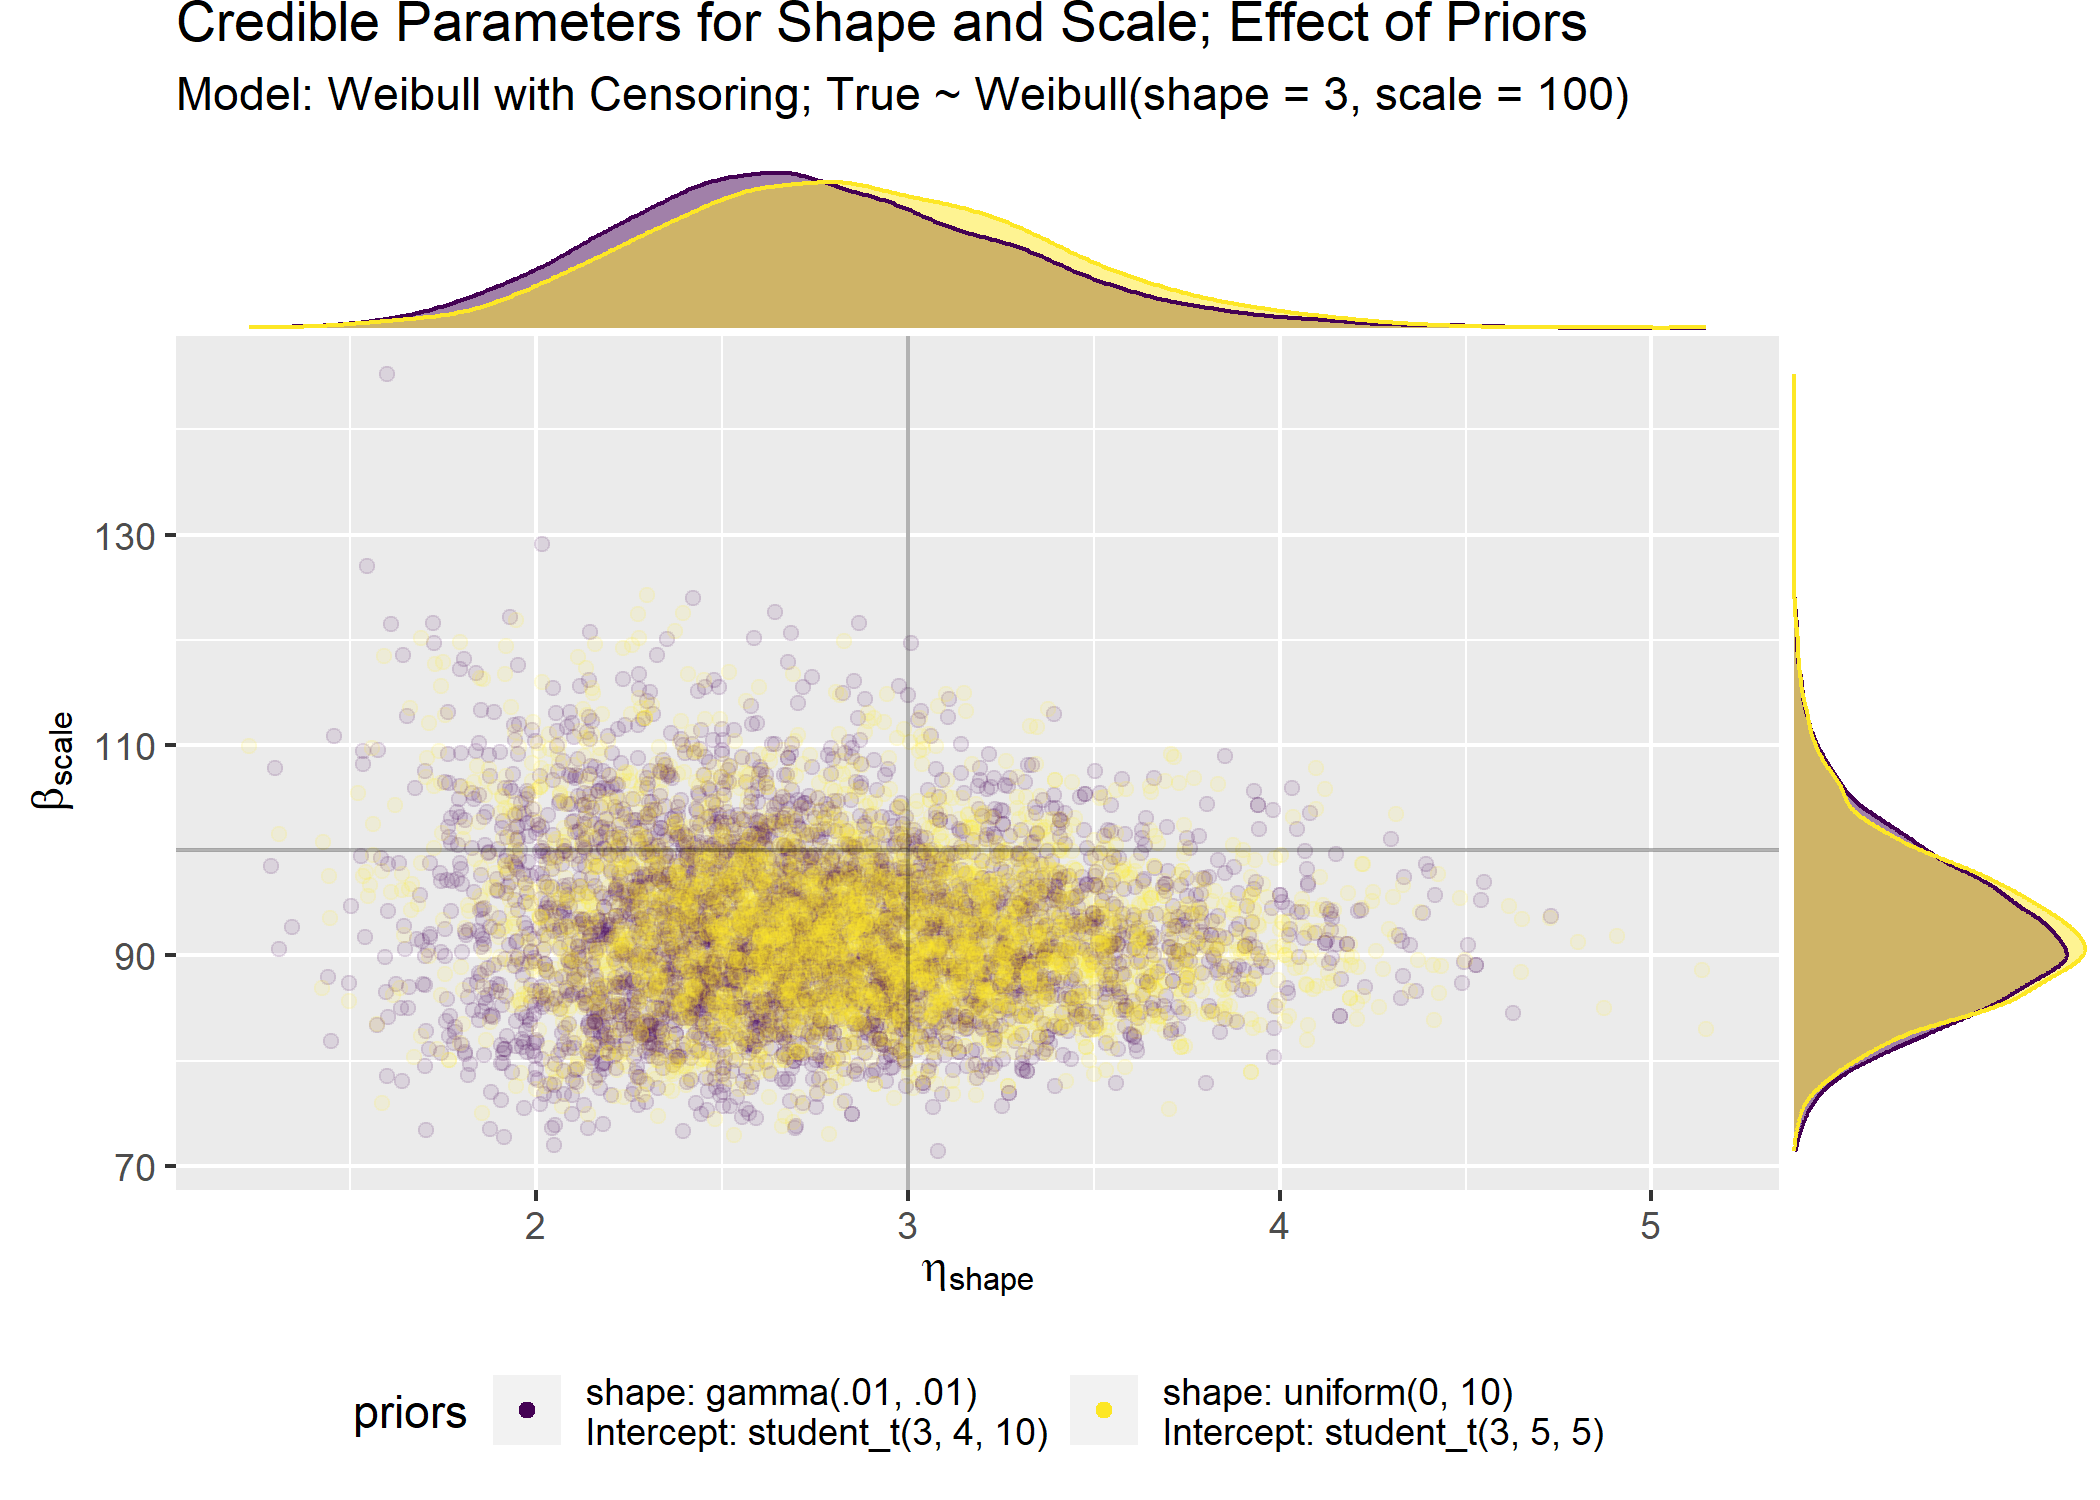 Credible Parameters for Shape and Scale; Effect of Priors
Model: Weibull with Censoring; True ~ Weibull(shape = 3, scale = 100)
130
110
90
70
βscale
2
3
4
5
ηshape
priors
shape: gamma(.01, .01)
Intercept: student_t(3, 4, 10)
shape: uniform(0, 10)
Intercept: student_t(3, 5, 5)